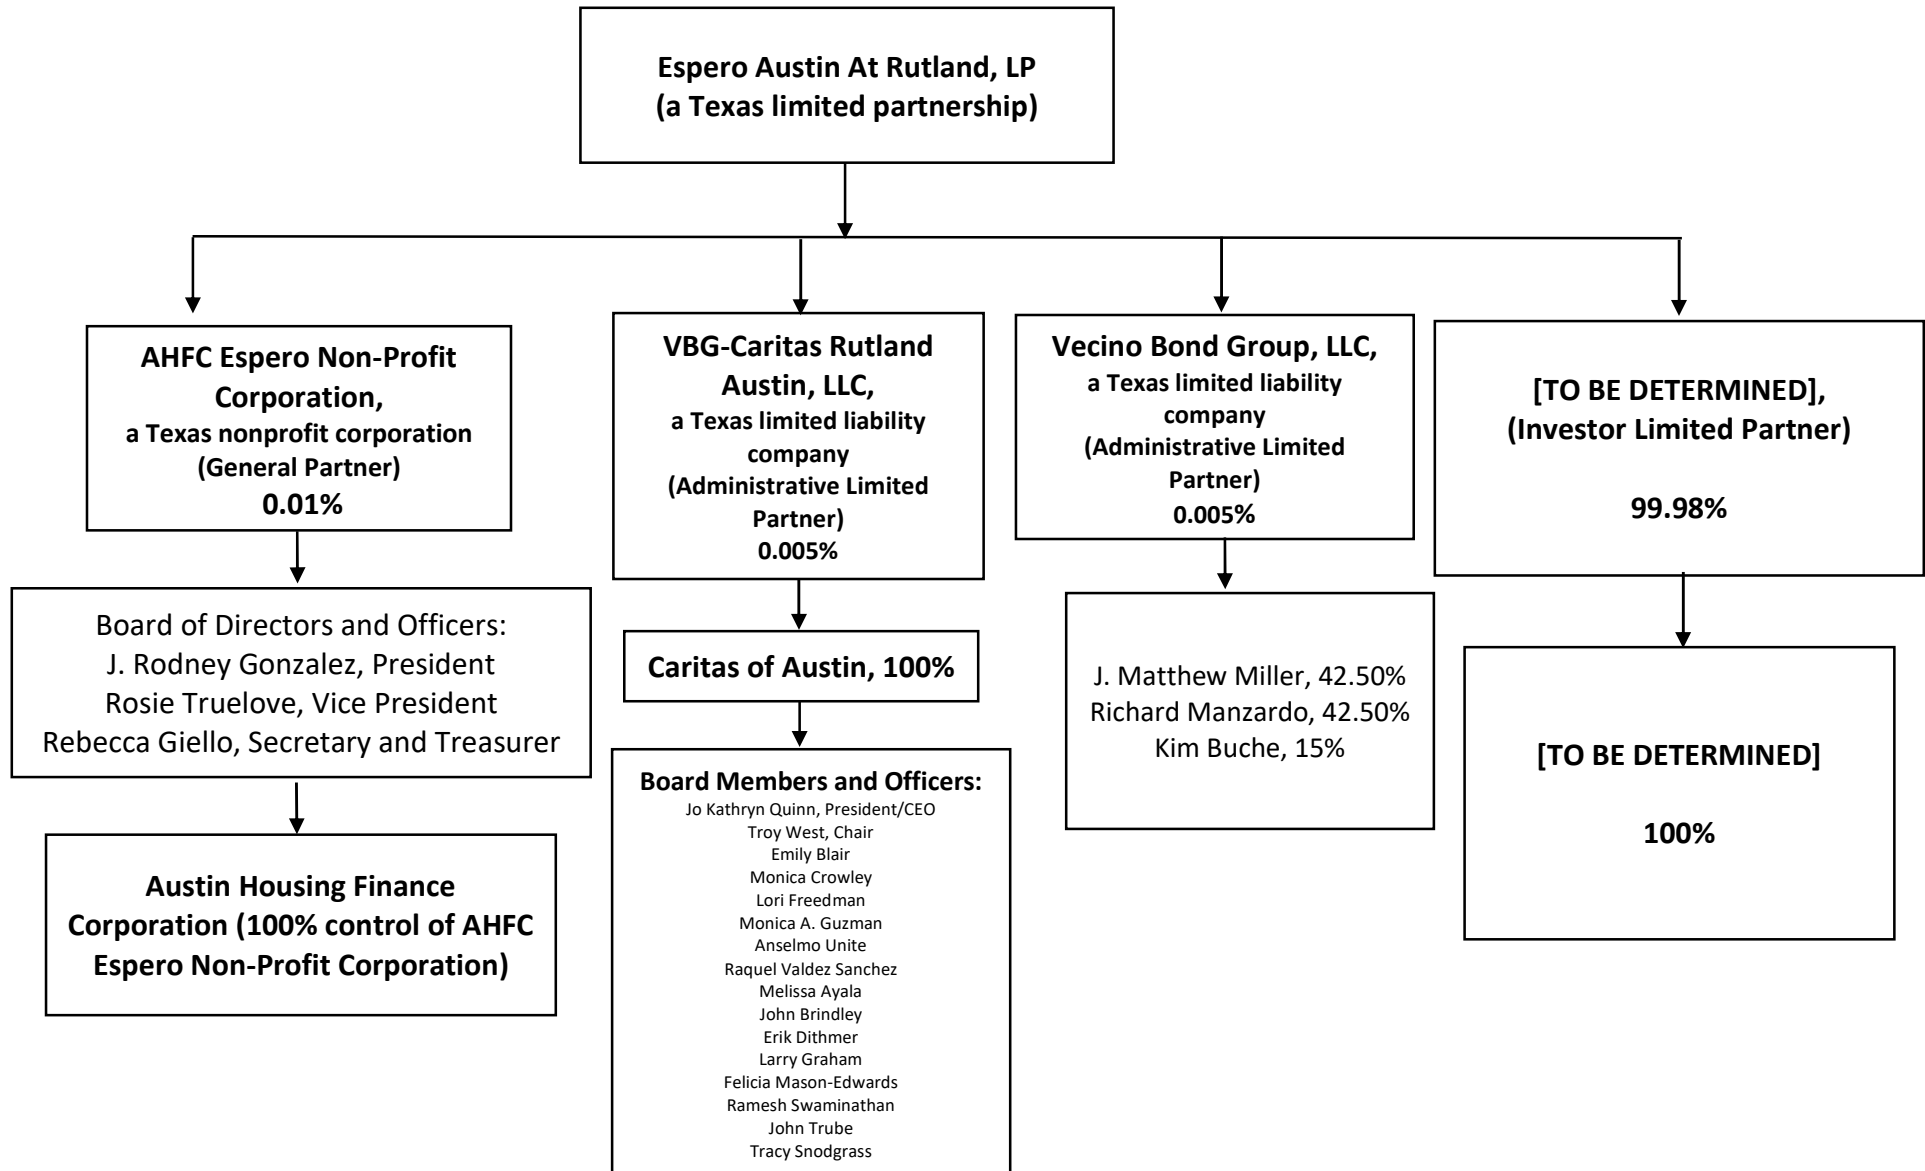 Espero Austin At Rutland, LP
(a Texas limited partnership)
AHFC Espero Non-Profit
Corporation,
a Texas nonprofit corporation
(General Partner)
0.01%
VBG-Caritas Rutland
Austin, LLC,
a Texas limited liability
company
(Administrative Limited
Partner)
0.005%
Vecino Bond Group, LLC,
a Texas limited liability
company
(Administrative Limited
Partner)
0.005%
[TO BE DETERMINED],
(Investor Limited Partner)
99.98%
Board of Directors and Officers:
J. Rodney Gonzalez, President
Rosie Truelove, Vice President
Rebecca Giello, Secretary and Treasurer
Caritas of Austin, 100%
J. Matthew Miller, 42.50%
Richard Manzardo, 42.50%
Kim Buche, 15%
[TO BE DETERMINED]
100%
Austin Housing Finance
Corporation (100% control of AHFC
Espero Non-Profit Corporation)
Board Members and Officers:
Jo Kathryn Quinn, President/CEO
Troy West, Chair
Emily Blair
Monica Crowley
Lori Freedman
Monica A. Guzman
Anselmo Unite
Raquel Valdez Sanchez
Melissa Ayala
John Brindley
Erik Dithmer
Larry Graham
Felicia Mason-Edwards
Ramesh Swaminathan
John Trube
Tracy Snodgrass